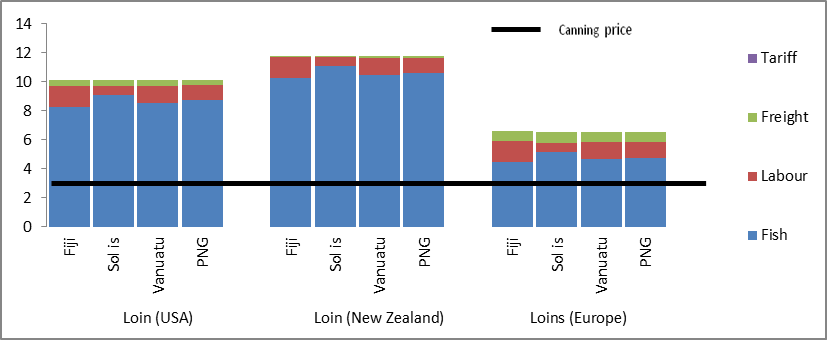 14
12
10
8
6
4
2
0
Canning price
Tariff
Freight
Labour
Fish
Fiji
Sol is
Vanuatu
PNG
Fiji
Sol is
Vanuatu
PNG
Fiji
Sol is
Vanuatu
PNG
Loin (USA)
Loin (New Zealand)
Loins (Europe)